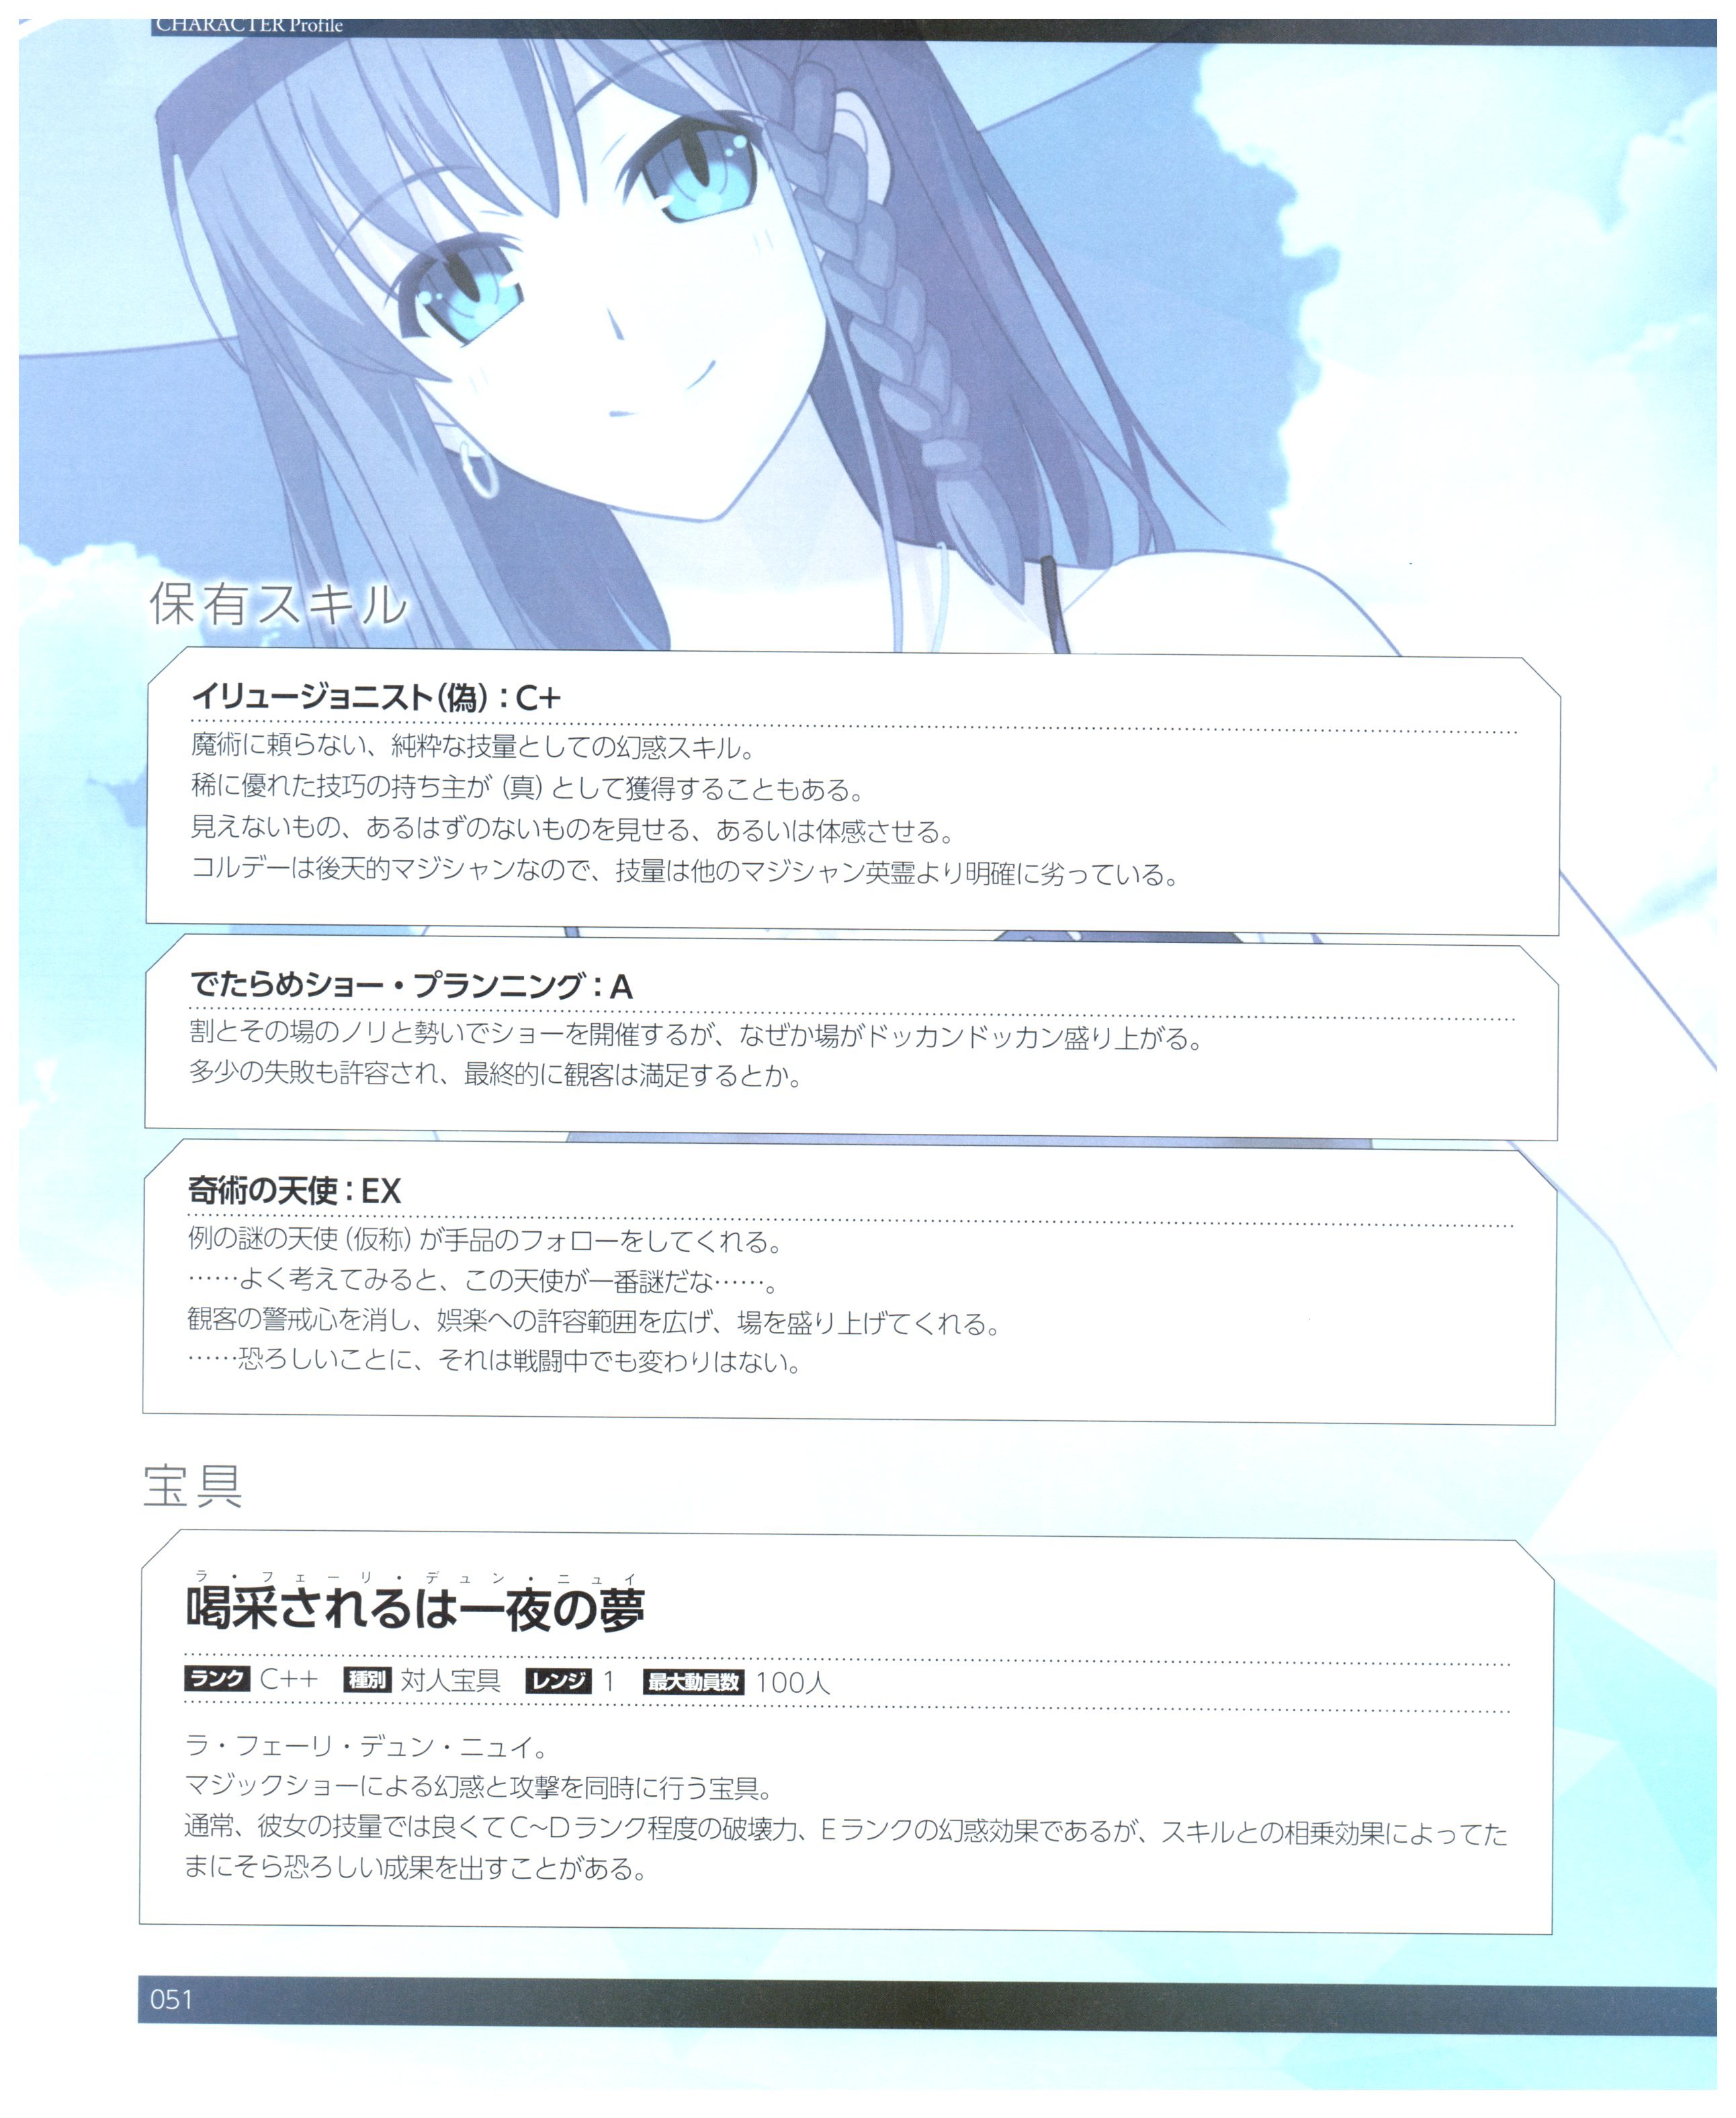 CHARACTER Profile
保有スキル
イリュージョニスト(偽):C+
魔術に頼らない、純粋な技量としての幻惑スキル。
稀に優れた技巧の持ち主が(真)として獲得することもある。
見えないもの、あるはずのないものを見せる、あるいは体感させる。
コルデーは後天的マジシャンなので、技量は他のマジシャン英霊より明確に劣っている。
でたらめショー・プランニング:A
割とその場のノリと勢いでショーを開催するが、なぜか場がドッカンドッカン盛り上がる。
多少の失敗も許容され、最終的に観客は満足するとか。
奇術の天使:EX
例の謎の天使(仮称)が手品のフォローをしてくれる。
……よく考えてみると、この天使が一番謎だな……。
観客の警戒心を消し、娯楽への許容範囲を広げ、場を盛り上げてくれる。
……恐ろしいことに、それは戦闘中でも変わりはない。
宝具
ラ・フェーリ・デュン・ニュイ
喝采されるは一夜の夢
ランク C++ 種別 対人宝具 レンジ 1 最大動員数 100人
ラ・フェーリ・デュン・ニュイ。
マジックショーによる幻惑と攻撃を同時に行う宝具。
通常、彼女の技量では良くてC~Dランク程度の破壊力、Eランクの幻惑効果であるが、スキルとの相乗効果によってた
まにそら恐ろしい成果を出すことがある。
051